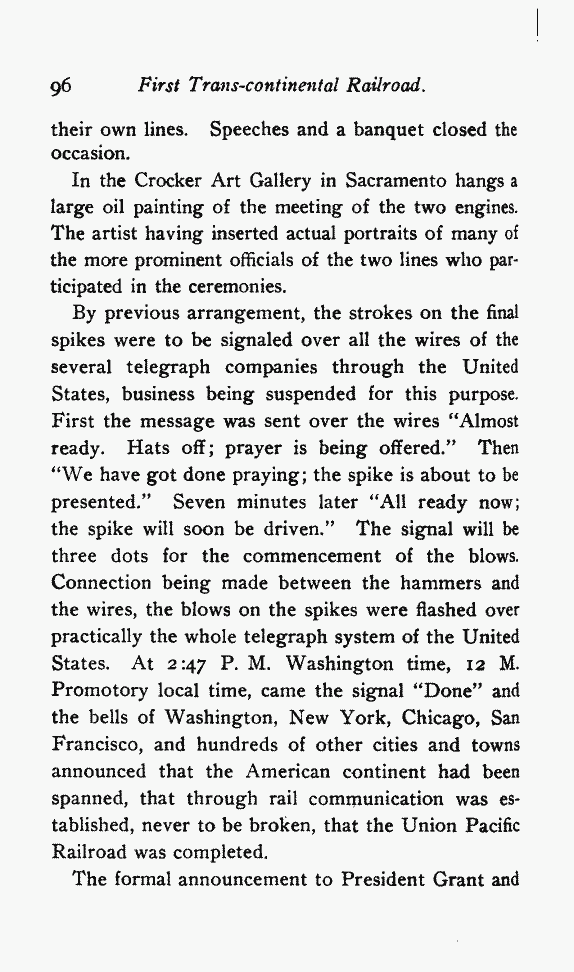 96 First Trans-continental Railroad.
their own lines. Speeches and a banquet closed the
occasion.
In the Crocker Art Gallery in Sacramento hangs a
large oil painting of the meeting of the two engines.
The artist having inserted actual portraits of many of
the more prominent officials of the two lines who par-
ticipated in the ceremonies.
By previous arrangement, the strokes on the final
spikes were to be signaled over all the wires of the
several telegraph companies through the United
States, business being suspended for this purpose.
First the message was sent over the wires "Almost
ready. Hats off; prayer is being offered." Then
"We have got done praying; the spike is about to be
presented." Seven minutes later "All ready now;
the spike will soon be driven." The signal will be
three dots for the commencement of the blows.
Connection being made between the hammers and
the wires, the blows on the spikes were flashed over
practically the whole telegraph system of the United
States. At 2:47 P. M. Washington time, 12 M.
Promotory local time, came the signal "Done" and
the bells of Washington, New York, Chicago, San
Francisco, and hundreds of other cities and towns
announced that the American continent had been
spanned, that through rail communication was es-
tablished, never to be broken, that the Union Pacific
Railroad was completed.
The formal announcement to President Grant and